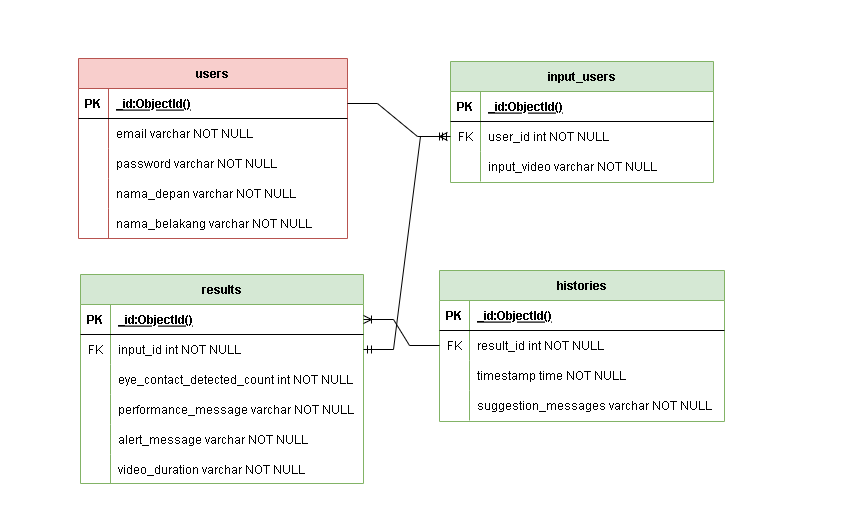 users
PK _id:ObjectId()
email varchar NOT NULL
password varchar NOT NULL
nama_depan varchar NOT NULL
nama_belakang varchar NOT NULL
input_users
PK _id:ObjectId()
FK user_id int NOT NULL
input_video varchar NOT NULL
results
PK _id:ObjectId()
FK input_id int NOT NULL
eye_contact_detected_count int NOT NULL
performance_message varchar NOT NULL
alert_message varchar NOT NULL
video_duration varchar NOT NULL
histories
PK _id:ObjectId()
FK result_id int NOT NULL
timestamp time NOT NULL
suggestion_messages varchar NOT NULL